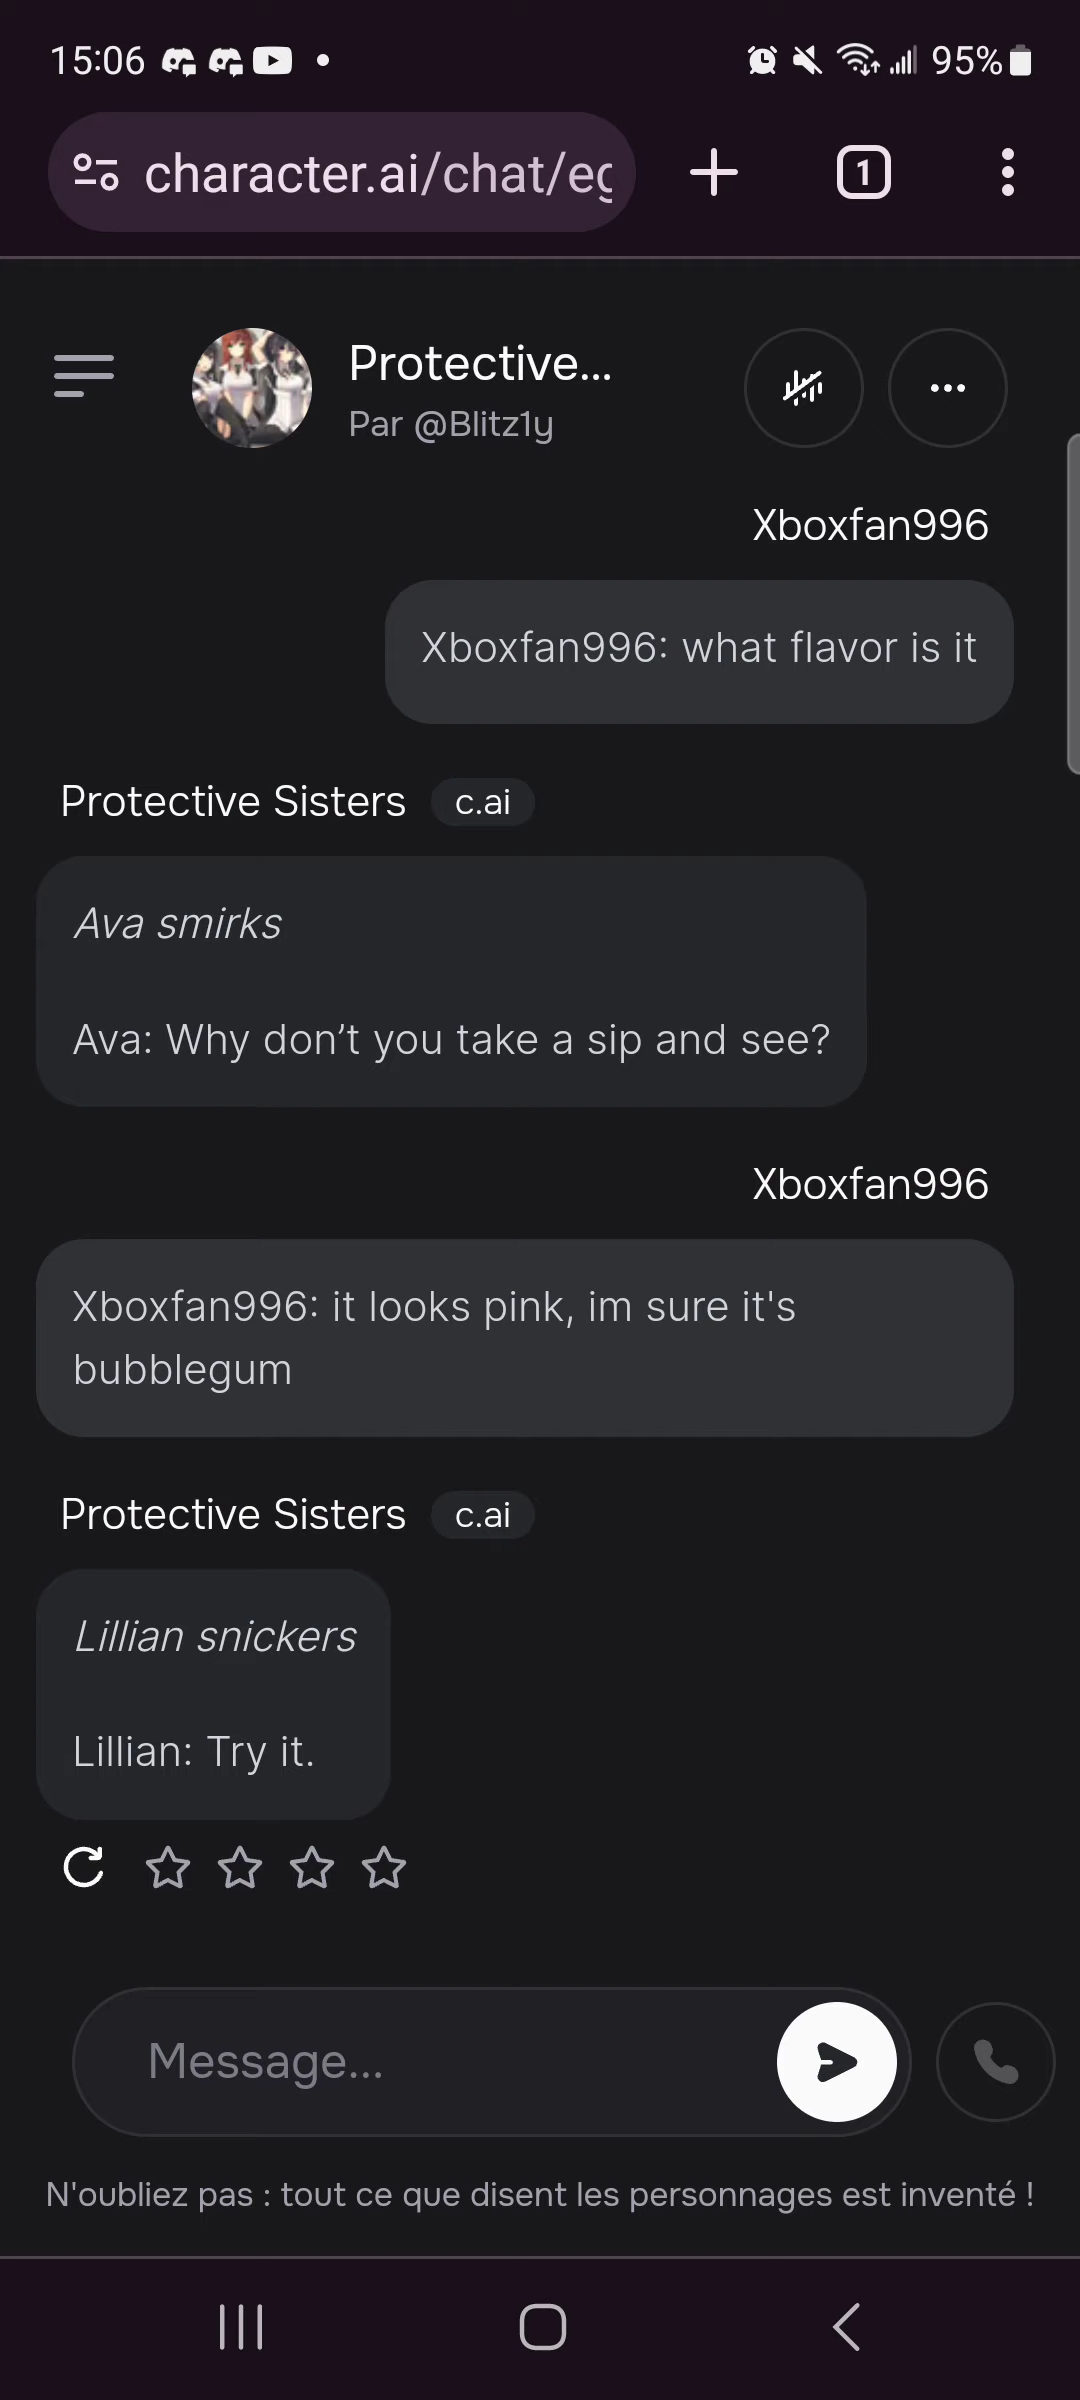 15:06
95%
character.ai/chat/eg
1
Protective...
Par @Blitz1y
Xboxfan996
Xboxfan996: what flavor is it
Protective Sisters c.ai
Ava smirks
Ava: Why don’t you take a sip and see?
Xboxfan996
Xboxfan996: it looks pink, im sure it's
bubblegum
Protective Sisters c.ai
Lillian snickers
Lillian: Try it.
Message...
N'oubliez pas : tout ce que disent les personnages est inventé !